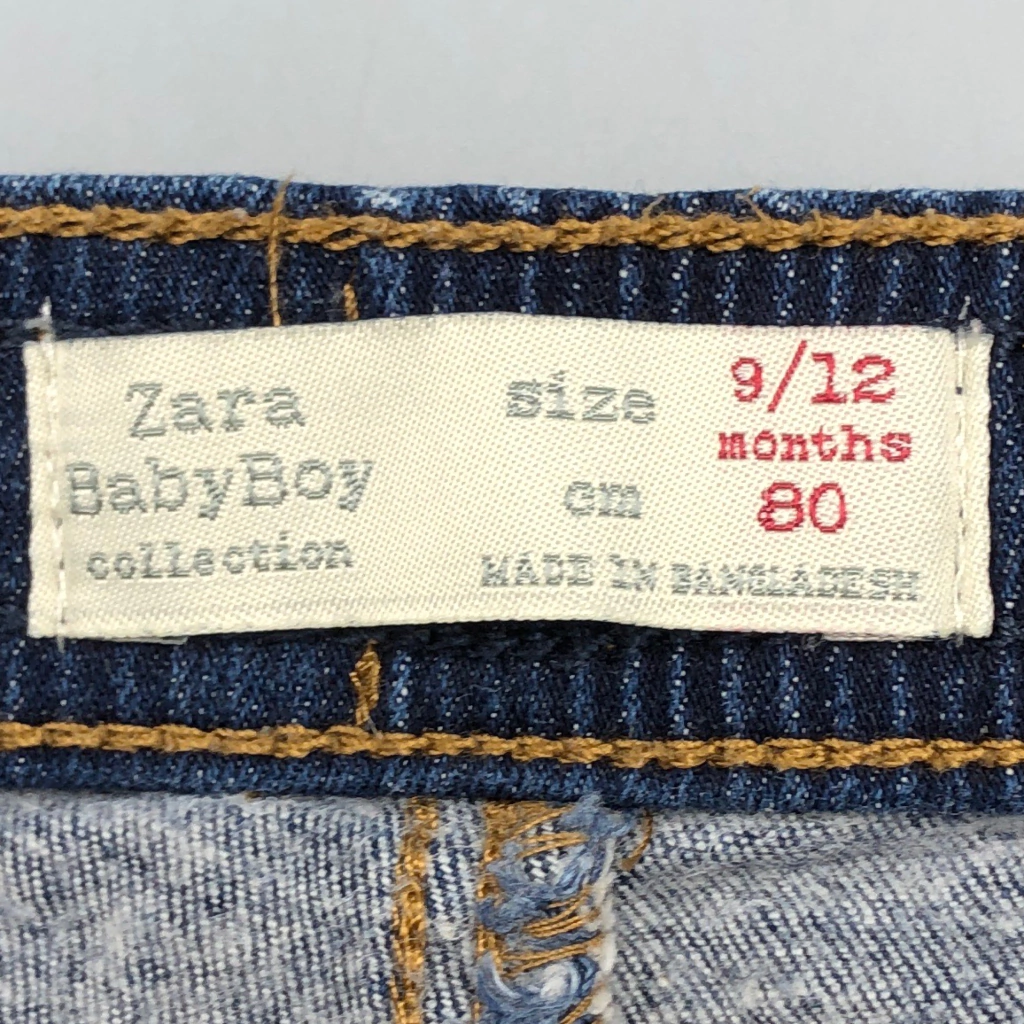 Zara
BabyBoy
collection
size 9/12
months
cm 80
MADE IN BANGLADESH